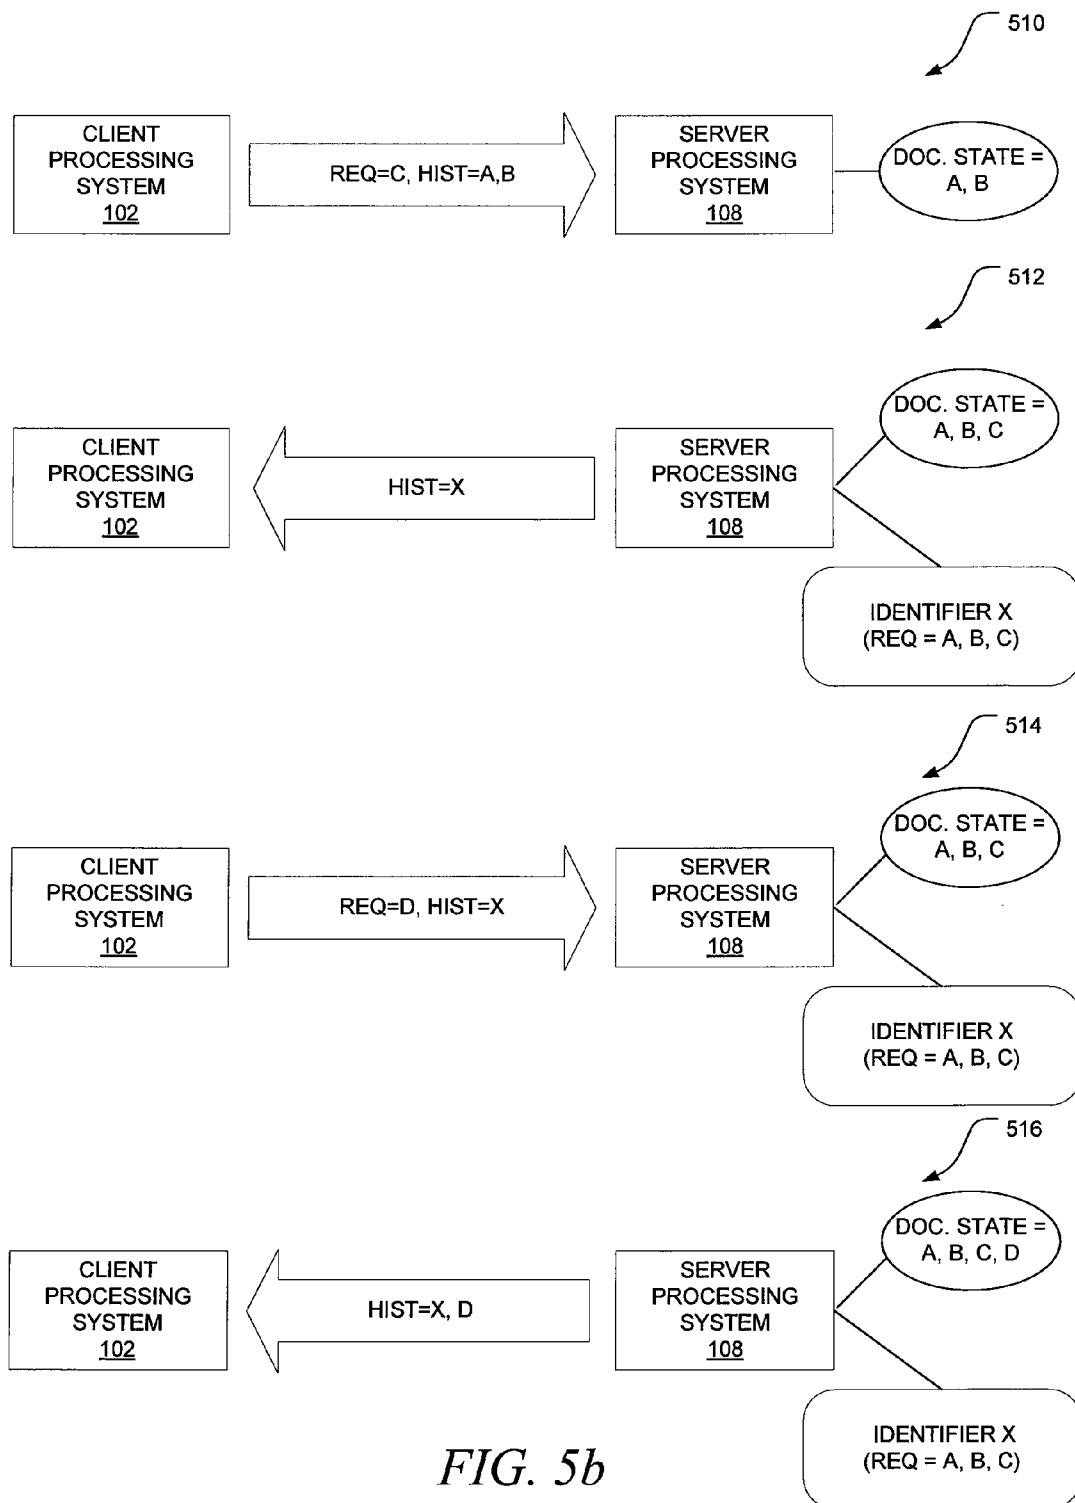 510
CLIENT
PROCESSING
SYSTEM
102
REQ=C, HIST=A,B
SERVER
PROCESSING
SYSTEM
108
DOC. STATE =
A, B
512
CLIENT
PROCESSING
SYSTEM
102
HIST=X
SERVER
PROCESSING
SYSTEM
108
DOC. STATE =
A, B, C
IDENTIFIER X
(REQ = A, B, C)
514
CLIENT
PROCESSING
SYSTEM
102
REQ=D, HIST=X
SERVER
PROCESSING
SYSTEM
108
DOC. STATE =
A, B, C
IDENTIFIER X
(REQ = A, B, C)
516
CLIENT
PROCESSING
SYSTEM
102
HIST=X, D
SERVER
PROCESSING
SYSTEM
108
DOC. STATE =
A, B, C, D
IDENTIFIER X
(REQ = A, B, C)
FIG. 5b